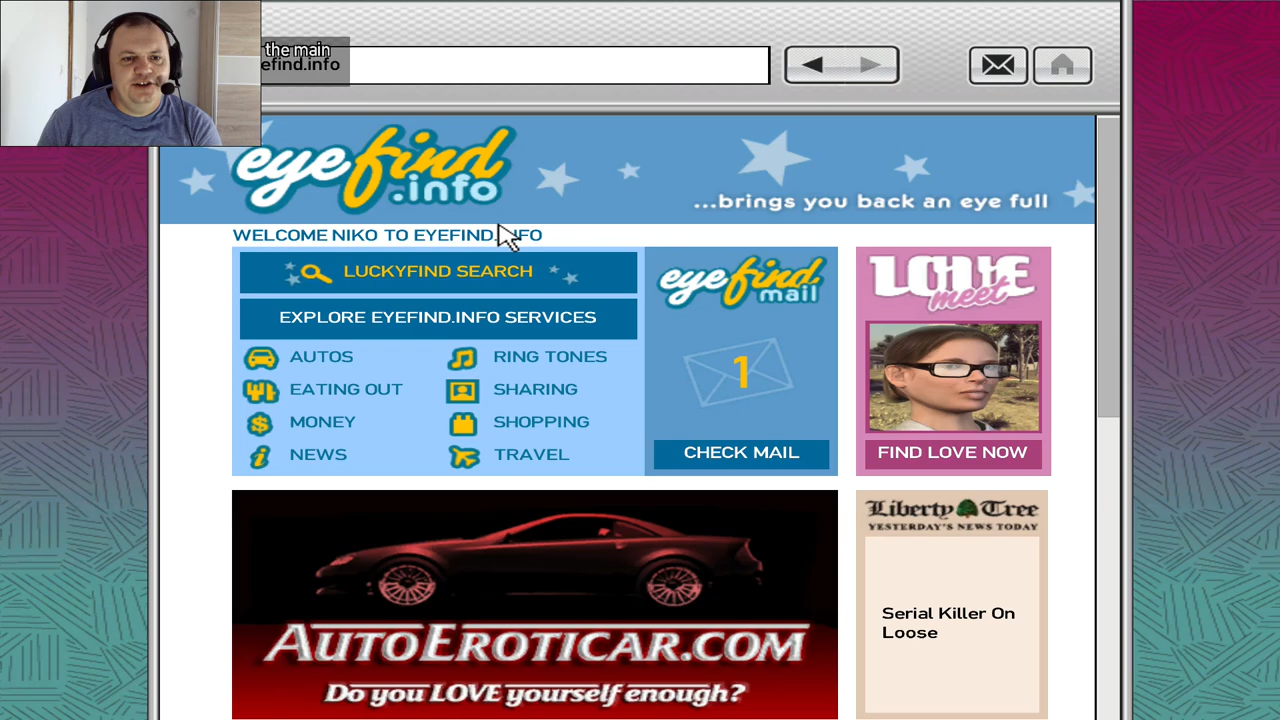 the main
efind.info
eyefind
.info
...brings you back an eye full
WELCOME NIKO TO EYEFIND.INFO
LUCKYFIND SEARCH
EXPLORE EYEFIND.INFO SERVICES
AUTOS
RING TONES
EATING OUT
SHARING
MONEY
SHOPPING
NEWS
TRAVEL
eyefind
mail
1
CHECK MAIL
LOVE
meet
FIND LOVE NOW
AUTOEROTICAR.COM
Do you LOVE yourself enough?
Liberty Tree
YESTERDAY'S NEWS TODAY
Serial Killer On
Loose